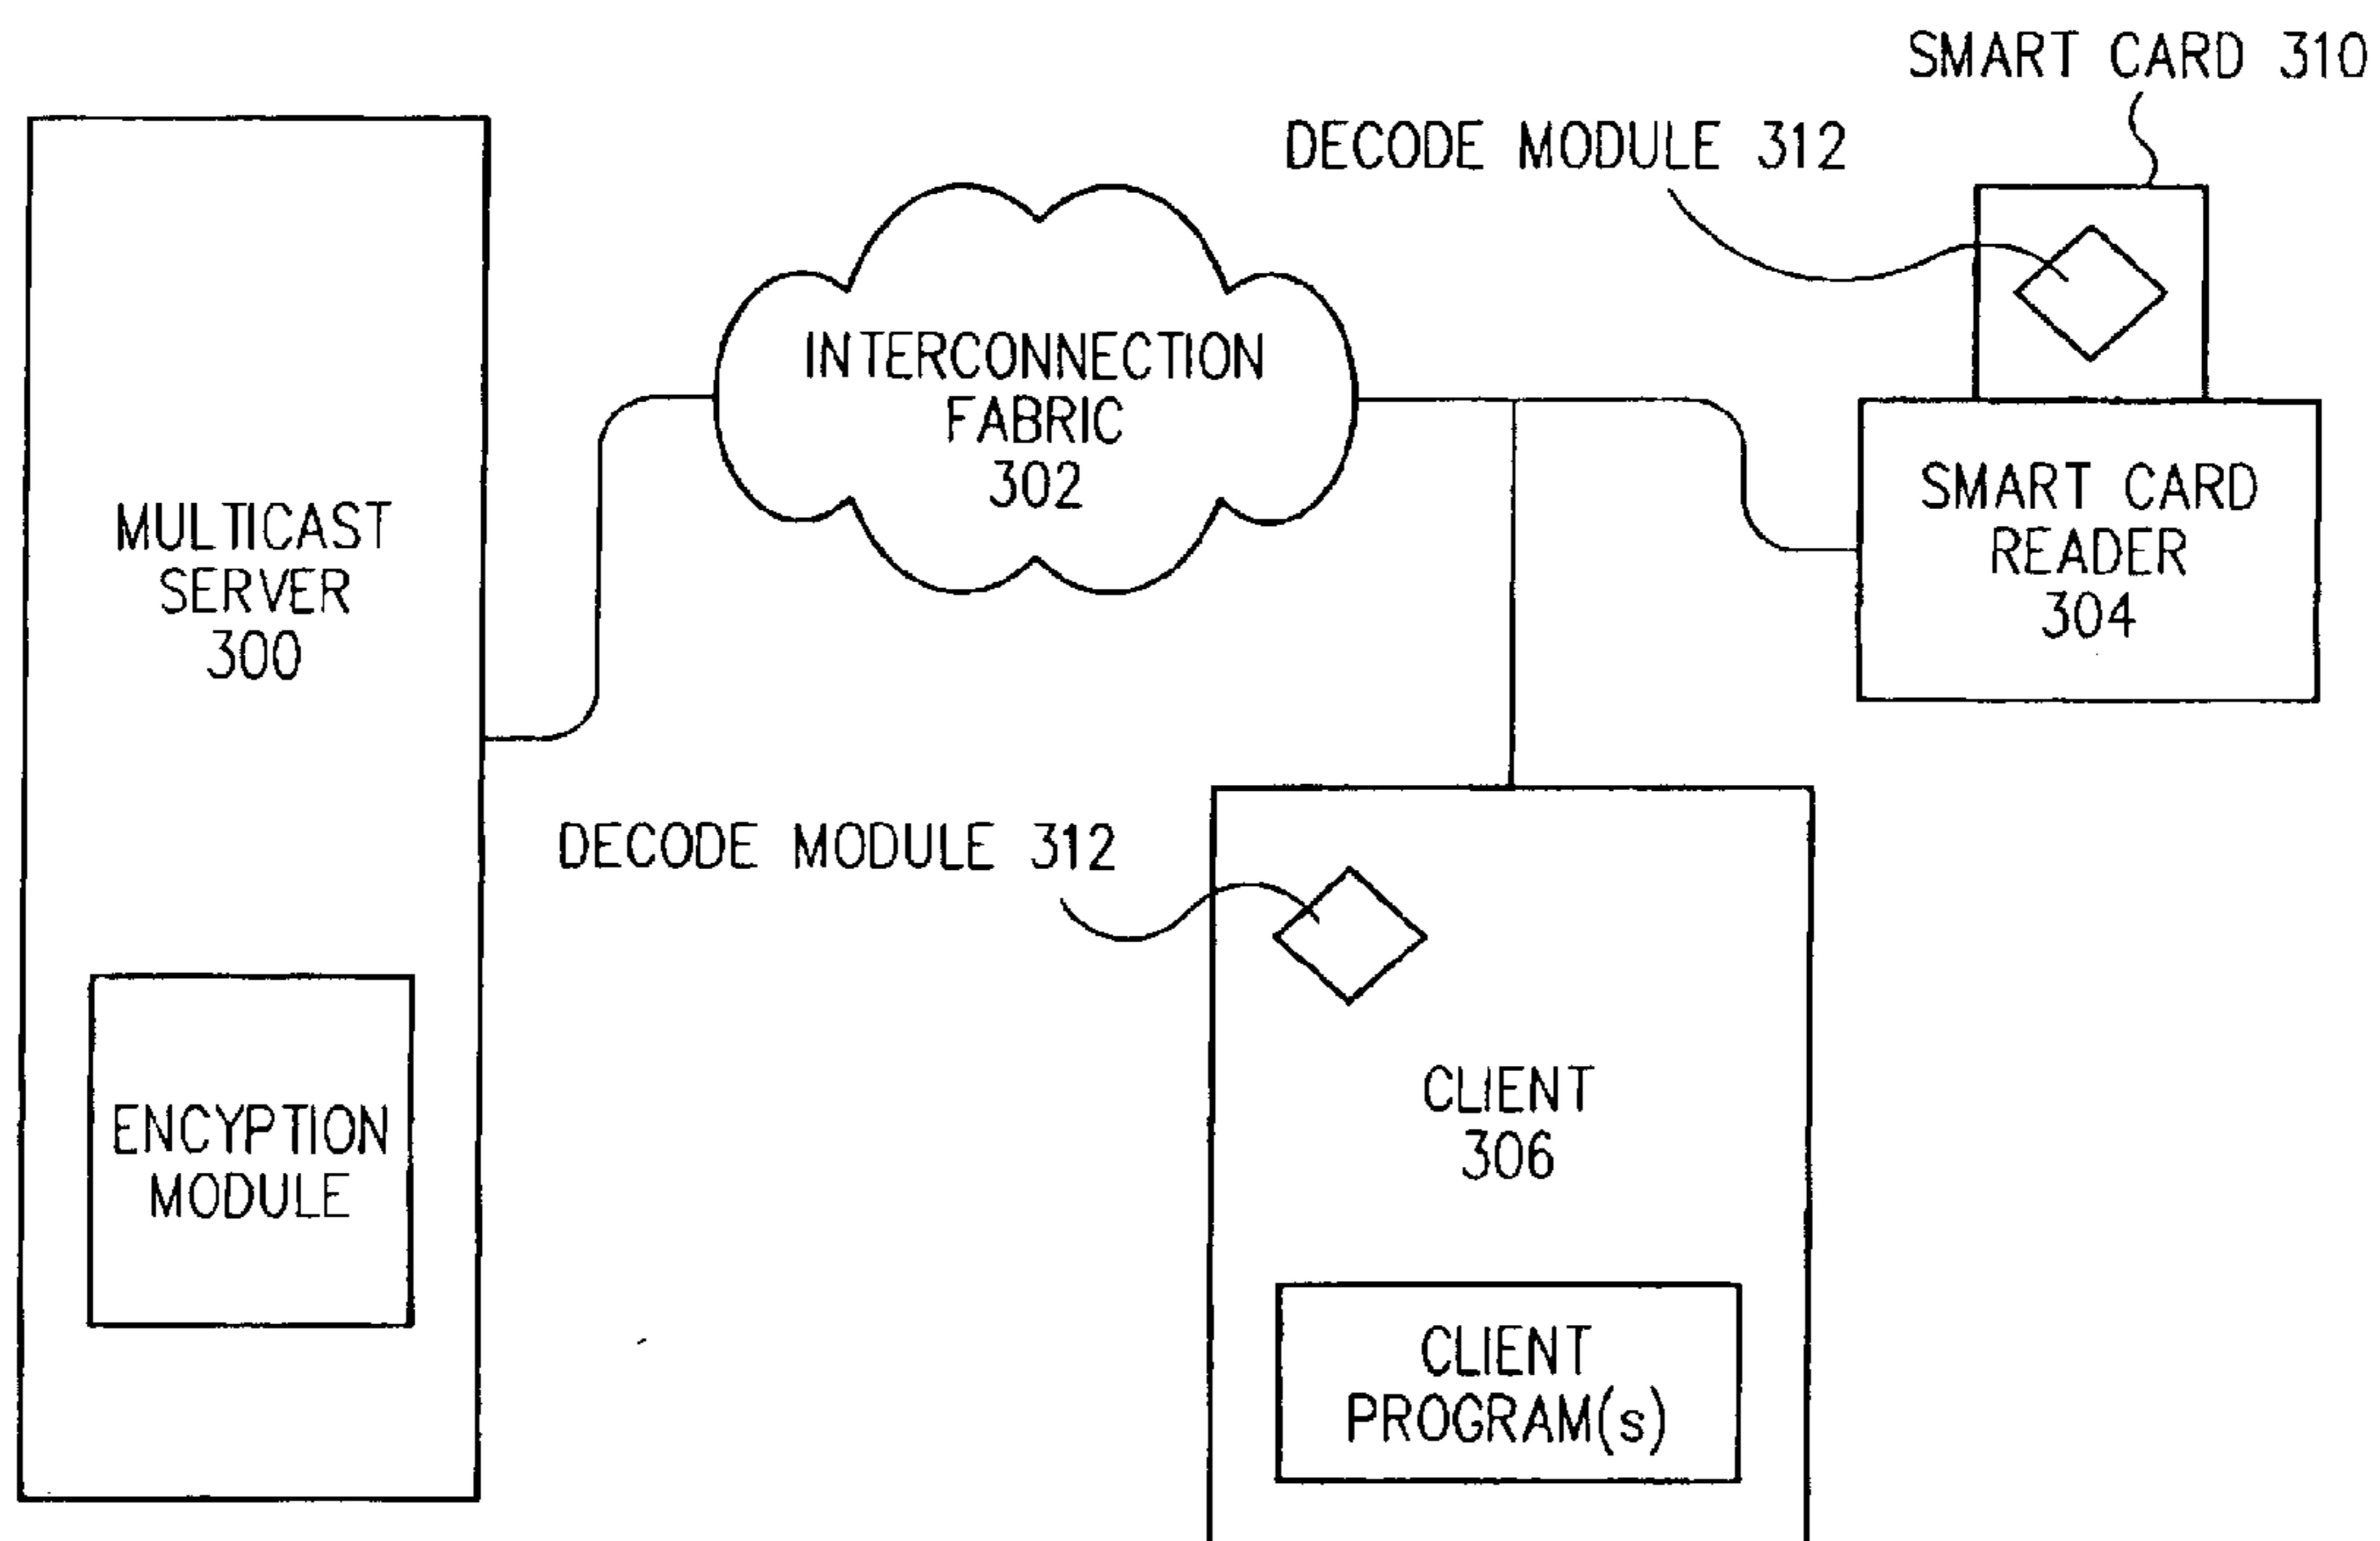 SMART CARD 310
DECODE MODULE 312
INTERCONNECTION
FABRIC
302
SMART CARD
READER
304
MULTICAST
SERVER
300
DECODE MODULE 312
ENCYPTION
MODULE
CLIENT
306
CLIENT
PROGRAM(s)